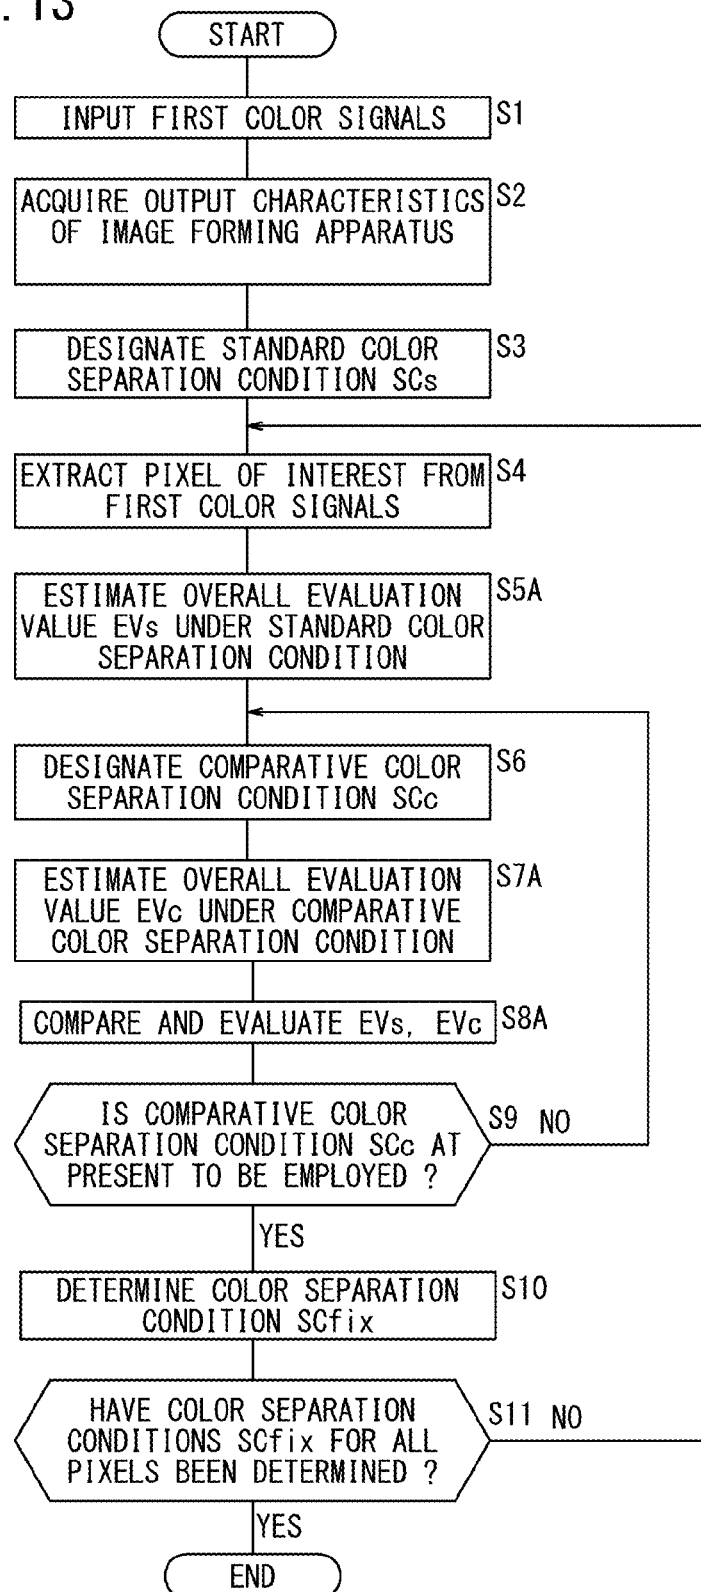 . 13
START
INPUT FIRST COLOR SIGNALS S1
ACQUIRE OUTPUT CHARACTERISTICS S2
OF IMAGE FORMING APPARATUS
DESIGNATE STANDARD COLOR S3
SEPARATION CONDITION SCs
EXTRACT PIXEL OF INTEREST FROM S4
FIRST COLOR SIGNALS
ESTIMATE OVERALL EVALUATION S5A
VALUE EVs UNDER STANDARD COLOR
SEPARATION CONDITION
DESIGNATE COMPARATIVE COLOR S6
SEPARATION CONDITION SCc
ESTIMATE OVERALL EVALUATION S7A
VALUE EVc UNDER COMPARATIVE
COLOR SEPARATION CONDITION
COMPARE AND EVALUATE EVs, EVc S8A
IS COMPARATIVE COLOR S9 NO
SEPARATION CONDITION SCc AT
PRESENT TO BE EMPLOYED ?
YES
DETERMINE COLOR SEPARATION S10
CONDITION SCfix
HAVE COLOR SEPARATION S11 NO
CONDITIONS SCfix FOR ALL
PIXELS BEEN DETERMINED ?
YES
END